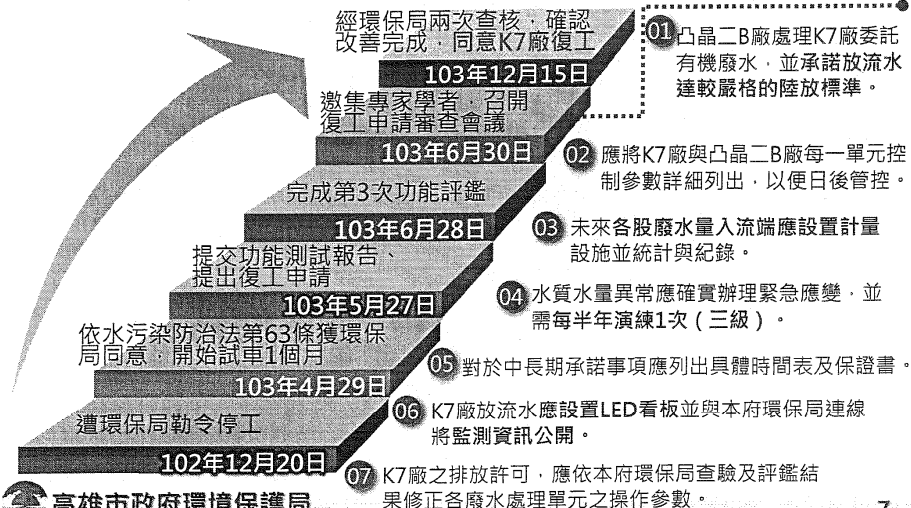 經環保局兩次查核，確認
改善完成，同意K7廠復工
103年12月15日
邀集專家學者，召開
復工申請審查會議
103年6月30日
完成第3次功能評鑑
103年6月28日
提交功能測試報告、
提出復工申請
103年5月27日
依水污染防治法第63條獲環保
局同意，開始試車1個月
103年4月29日
遭環保局勒令停工
102年12月20日
高雄市政府環境保護局
01 凸晶二B廠處理K7廠委託
有機廢水，並承諾放流水
達較嚴格的陸放標準。
02 應將K7廠與凸晶二B廠每一單元控
制參數詳細列出，以便日後管控。
03 未來各股廢水量入流端應設置計量
設施並統計與紀錄。
04 水質水量異常應確實辦理緊急應變，並
需每半年演練1次（三級）。
05 對於中長期承諾事項應列出具體時間表及保證書。
06 K7廠放流水應設置LED看板並與本府環保局連線
將監測資訊公開。
07 K7廠之排放許可，應依本府環保局查驗及評鑑結
果修正各廢水處理單元之操作參數。
7